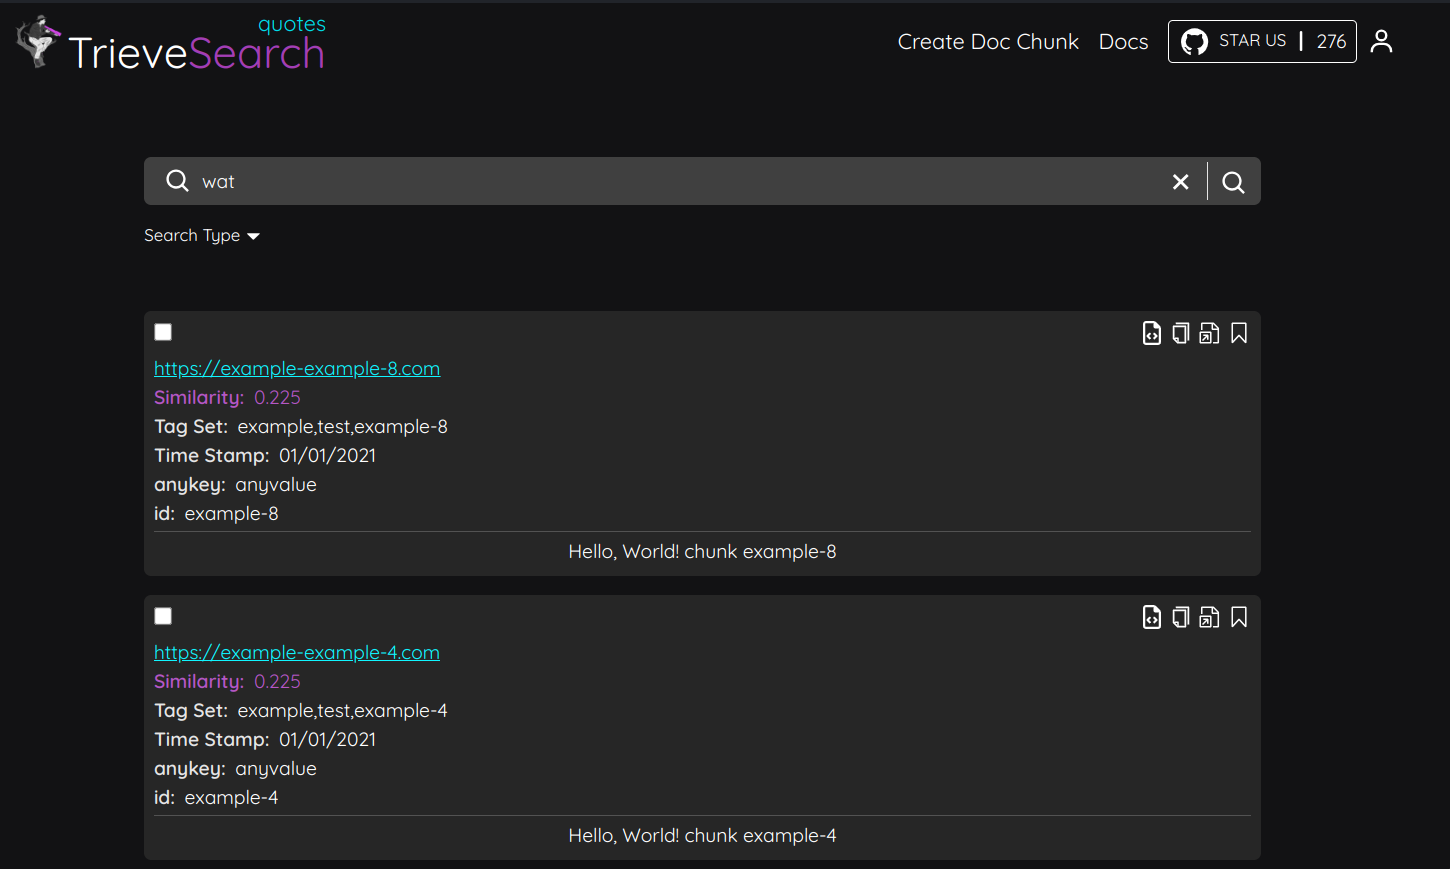 quotes
TrieveSearch
Create Doc Chunk Docs STAR US | 276
wat
Search Type
https://example-example-8.com
Similarity: 0.225
Tag Set: example,test,example-8
Time Stamp: 01/01/2021
anykey: anyvalue
id: example-8
Hello, World! chunk example-8
https://example-example-4.com
Similarity: 0.225
Tag Set: example,test,example-4
Time Stamp: 01/01/2021
anykey: anyvalue
id: example-4
Hello, World! chunk example-4